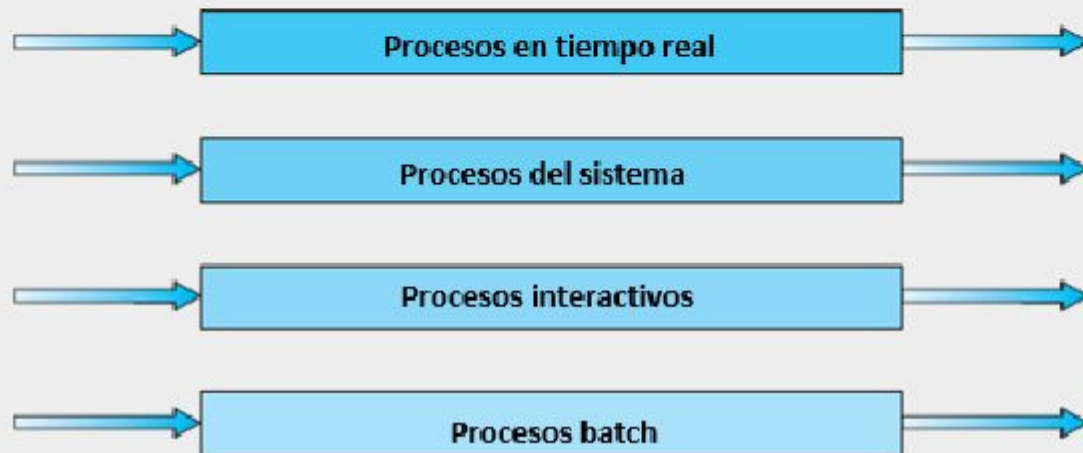 Procesos en tiempo real
Procesos del sistema
Procesos interactivos
Procesos batch